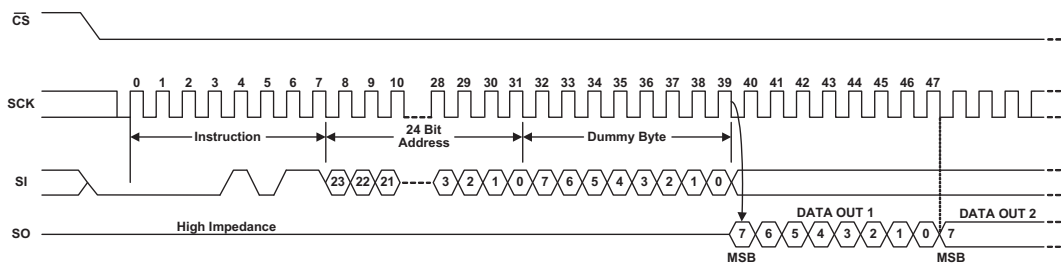 CS
0 1 2 3 4 5 6 7 8 9 10 28 29 30 31 32 33 34 35 36 37 38 39 40 41 42 43 44 45 46 47
SCK
Instruction
24 Bit
Address
Dummy Byte
SI
23 22 21 3 2 1 0 7 6 5 4 3 2 1 0
DATA OUT 1
DATA OUT 2
High Impedance
SO
7 6 5 4 3 2 1 0 7
MSB
MSB